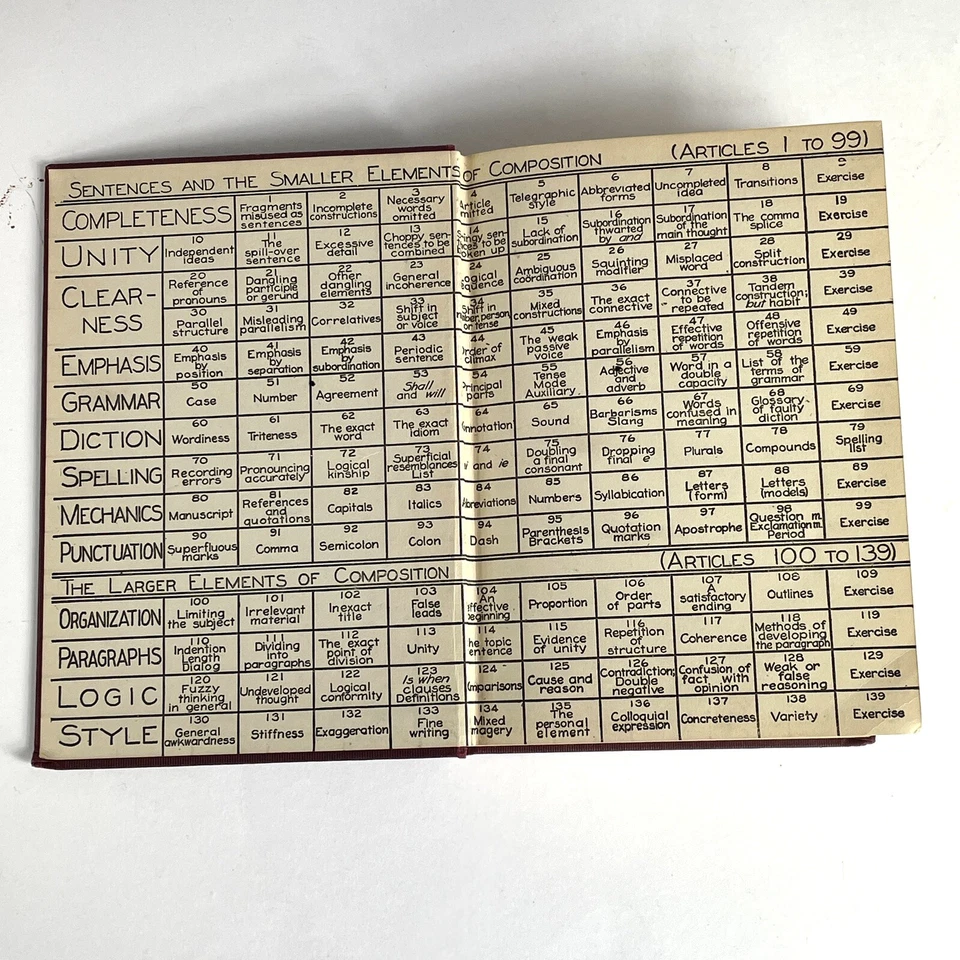 SENTENCES AND THE SMALLER ELEMENTS OF COMPOSITION (ARTICLES 1 TO 99)
COMPLETENESS
Fragments
misused as
sentences
2
Incomplete
constructions
3
Necessary
words
omitted
4
Article
mitted
5
Telegraphic
style
6
Abbreviated
forms
7
Uncompleted
idea
8
Transitions
9
Exercise
UNITY
10
Independent
ideas
11
The
spill-over
sentence
12
Excessive
detail
13
Choppy sen-
tences to be
combined
14
sen-
to be
up
15
Lack of
subordination
16
Subordination
thwarted
by and
17
Subordination
of the
main thought
18
The comma
splice
19
Exercise
CLEAR-
NESS
20
Reference
of
pronouns
21
Dangling
participle
or gerund
22
Other
dangling
elements
23
General
incoherence
24
ogical
quence
25
Ambiguous
coordination
26
Squinting
modifier
27
Misplaced
word
28
Split
construction
29
Exercise
30
Parallel
structure
31
Misleading
parallelism
32
Correlatives
33
Shift in
subject
or voice
34
Shift in
person
or tense
35
Mixed
constructions
36
The exact
connective
37
Connective
to be
repeated
38
Tandem
construction;
but habit
39
Exercise
EMPHASIS
40
Emphasis
by
position
41
Emphasis
by
separation
42
Emphasis
by
subordination
43
Periodic
sentence
44
Order of
climax
45
The weak
passive
voice
46
Emphasis
by
parallelism
47
Effective
repetition
of words
48
Offensive
repetition
of words
49
Exercise
GRAMMAR
50
Case
51
Number
52
Agreement
53
Shall
and will
54
rincipal
parts
55
Tense
Mode
Auxiliary
56
Adjective
and
adverb
57
Word in a
double
capacity
58
List of the
terms of
grammar
59
Exercise
DICTION
60
Wordiness
61
Triteness
62
The exact
word
63
The exact
idiom
64
nnotation
65
Sound
66
Barbarisms
Slang
67
Words
confused in
meaning
68
Glossary
of faulty
diction
69
Exercise
SPELLING
70
Recording
errors
71
Pronouncing
accurately
72
Logical
kinship
73
Superficial
resemblances
List
74
and ie
75
Doubling
a final
consonant
76
Dropping
final e
77
Plurals
78
Compounds
79
Spelling
list
MECHANICS
80
Manuscript
81
References
and
quotations
82
Capitals
83
Italics
84
breviations
85
Numbers
86
Syllabication
87
Letters
(form)
88
Letters
(models)
89
Exercise
PUNCTUATION
90
Superfluous
marks
91
Comma
92
Semicolon
93
Colon
94
Dash
95
Parenthesis
Brackets
96
Quotation
marks
97
Apostrophe
98
Question m.
Exclamation m.
Period
99
Exercise
THE LARGER ELEMENTS OF COMPOSITION (ARTICLES 100 TO 139)
ORGANIZATION
100
Limiting
the subject
101
Irrelevant
material
102
Inexact
title
103
False
leads
104
An
ffective
beginning
105
Proportion
106
Order
of parts
107
A
satisfactory
ending
108
Outlines
109
Exercise
PARAGRAPHS
110
Indention
Length
Dialog
111
Dividing
into
paragraphs
112
The exact
point of
division
113
Unity
114
he topic
entence
115
Evidence
of unity
116
Repetition
of
structure
117
Coherence
118
Methods of
developing
the paragraph
119
Exercise
LOGIC
120
Fuzzy
thinking
in general
121
Undeveloped
thought
122
Logical
conformity
123
Is when
clauses
Definitions
124
mparisons
125
Cause and
reason
126
Contradiction;
Double
negative
127
Confusion of
fact with
opinion
128
Weak or
false
reasoning
129
Exercise
STYLE
130
General
awkwardness
131
Stiffness
132
Exaggeration
133
Fine
writing
134
Mixed
magery
135
The
personal
element
136
Colloquial
expression
137
Concreteness
138
Variety
139
Exercise